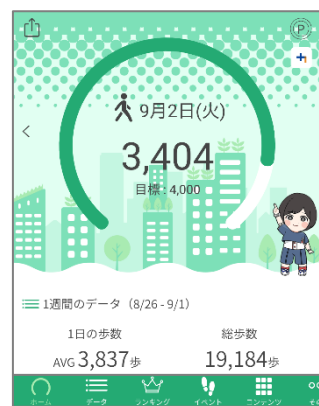 P
9月2日(火)
3,404
目標 : 4,000
1週間のデータ（8/26 - 9/1）
1日の歩数 総歩数
AVG 3,837歩 19,184歩
ホーム データ ランキング イベント コンテンツ